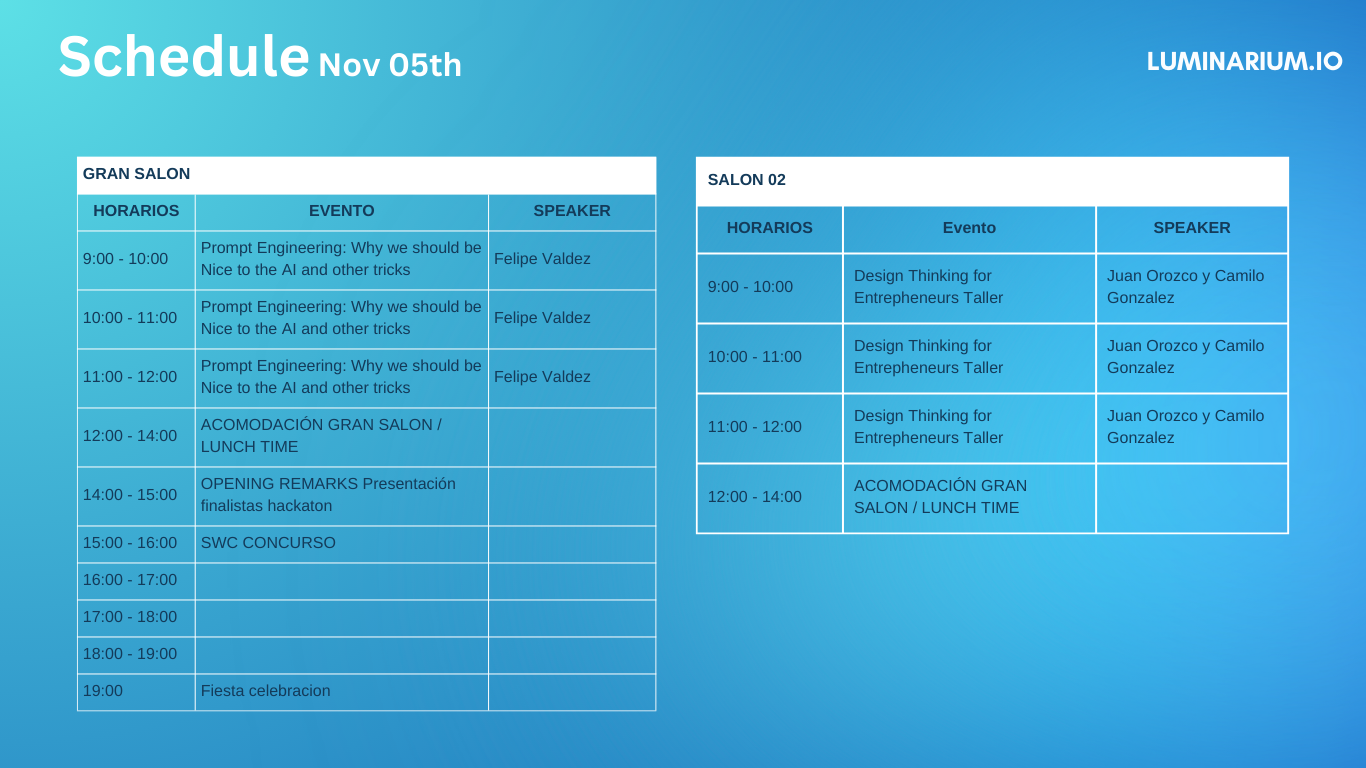 Schedule Nov 05th
LUMINARIUM.IO
GRAN SALON
HORARIOS EVENTO SPEAKER
9:00 - 10:00 Prompt Engineering: Why we should be
Nice to the AI and other tricks Felipe Valdez
10:00 - 11:00 Prompt Engineering: Why we should be
Nice to the AI and other tricks Felipe Valdez
11:00 - 12:00 Prompt Engineering: Why we should be
Nice to the AI and other tricks Felipe Valdez
12:00 - 14:00 ACOMODACIÓN GRAN SALON /
LUNCH TIME
14:00 - 15:00 OPENING REMARKS Presentación
finalistas hackaton
15:00 - 16:00 SWC CONCURSO
16:00 - 17:00
17:00 - 18:00
18:00 - 19:00
19:00 Fiesta celebracion
SALON 02
HORARIOS Evento SPEAKER
9:00 - 10:00 Design Thinking for
Entrepheneurs Taller Juan Orozco y Camilo
Gonzalez
10:00 - 11:00 Design Thinking for
Entrepheneurs Taller Juan Orozco y Camilo
Gonzalez
11:00 - 12:00 Design Thinking for
Entrepheneurs Taller Juan Orozco y Camilo
Gonzalez
12:00 - 14:00 ACOMODACIÓN GRAN
SALON / LUNCH TIME